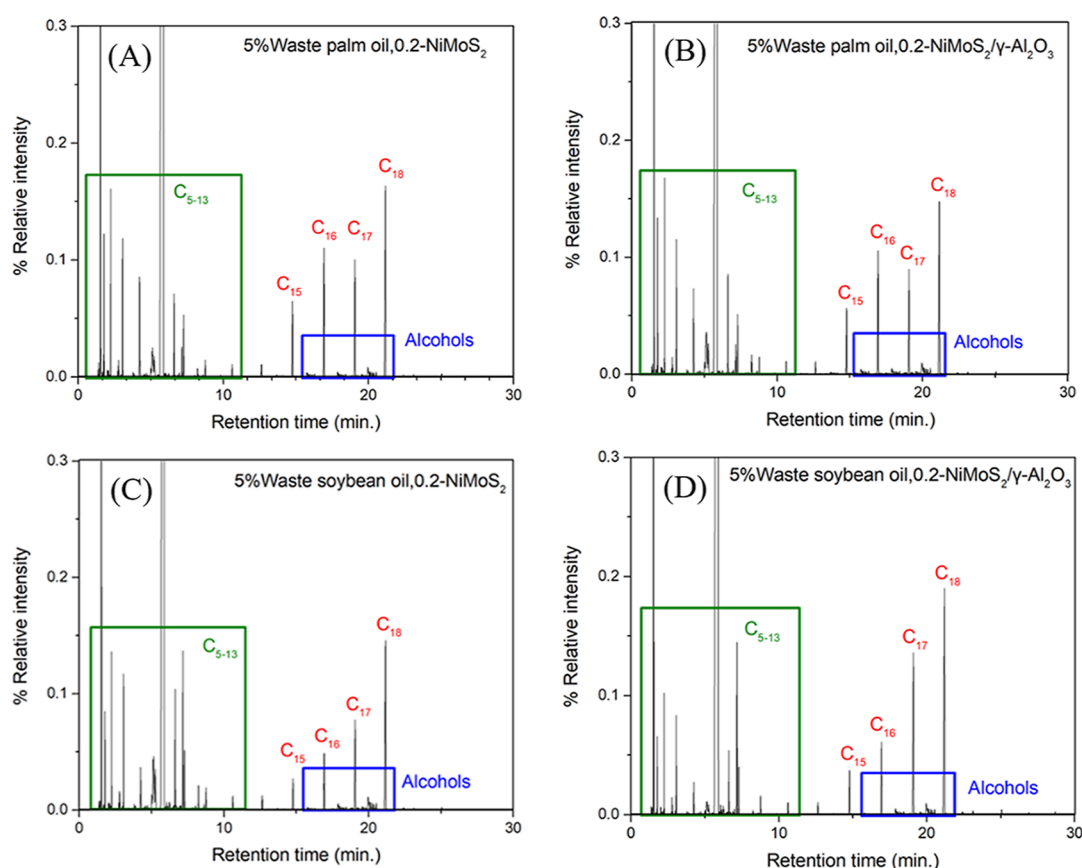 (A)
5%Waste palm oil,0.2-NiMoS₂
% Relative intensity
0.3
0.2
0.1
0.0
C₅₋₁₃
C₁₅
C₁₆
C₁₇
C₁₈
Alcohols
0
10
20
30
Retention time (min.)
(B)
5%Waste palm oil,0.2-NiMoS₂/γ-Al₂O₃
% Relative intensity
0.3
0.2
0.1
0.0
C₅₋₁₃
C₁₅
C₁₆
C₁₇
C₁₈
Alcohols
0
10
20
30
Retention time (min.)
(C)
5%Waste soybean oil,0.2-NiMoS₂
% Relative intensity
0.3
0.2
0.1
0.0
C₅₋₁₃
C₁₅
C₁₆
C₁₇
C₁₈
Alcohols
0
10
20
30
Retention time (min.)
(D)
5%Waste soybean oil,0.2-NiMoS₂/γ-Al₂O₃
% Relative intensity
0.3
0.2
0.1
0.0
C₅₋₁₃
C₁₅
C₁₆
C₁₇
C₁₈
Alcohols
0
10
20
30
Retention time (min.)